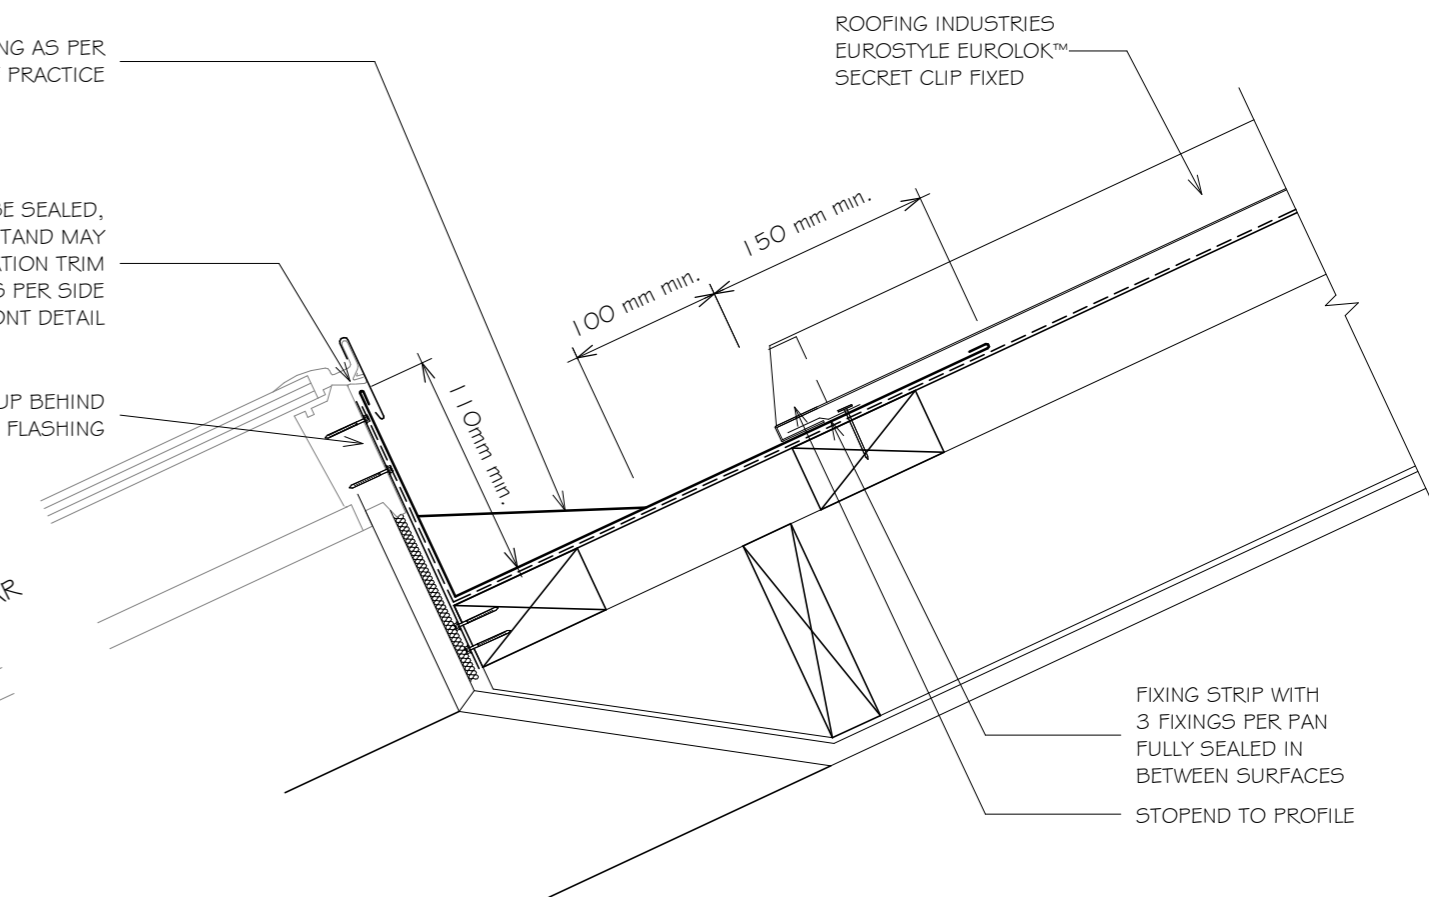 NG AS PER
PRACTICE
ROOFING INDUSTRIES
EUROSTYLE EUROLOK™
SECRET CLIP FIXED
BE SEALED,
TAND MAY
ATION TRIM
S PER SIDE
ONT DETAIL
UP BEHIND
FLASHING
110mm min.
100 mm min.
150 mm min.
AR
FIXING STRIP WITH
3 FIXINGS PER PAN
FULLY SEALED IN
BETWEEN SURFACES
STOPEND TO PROFILE